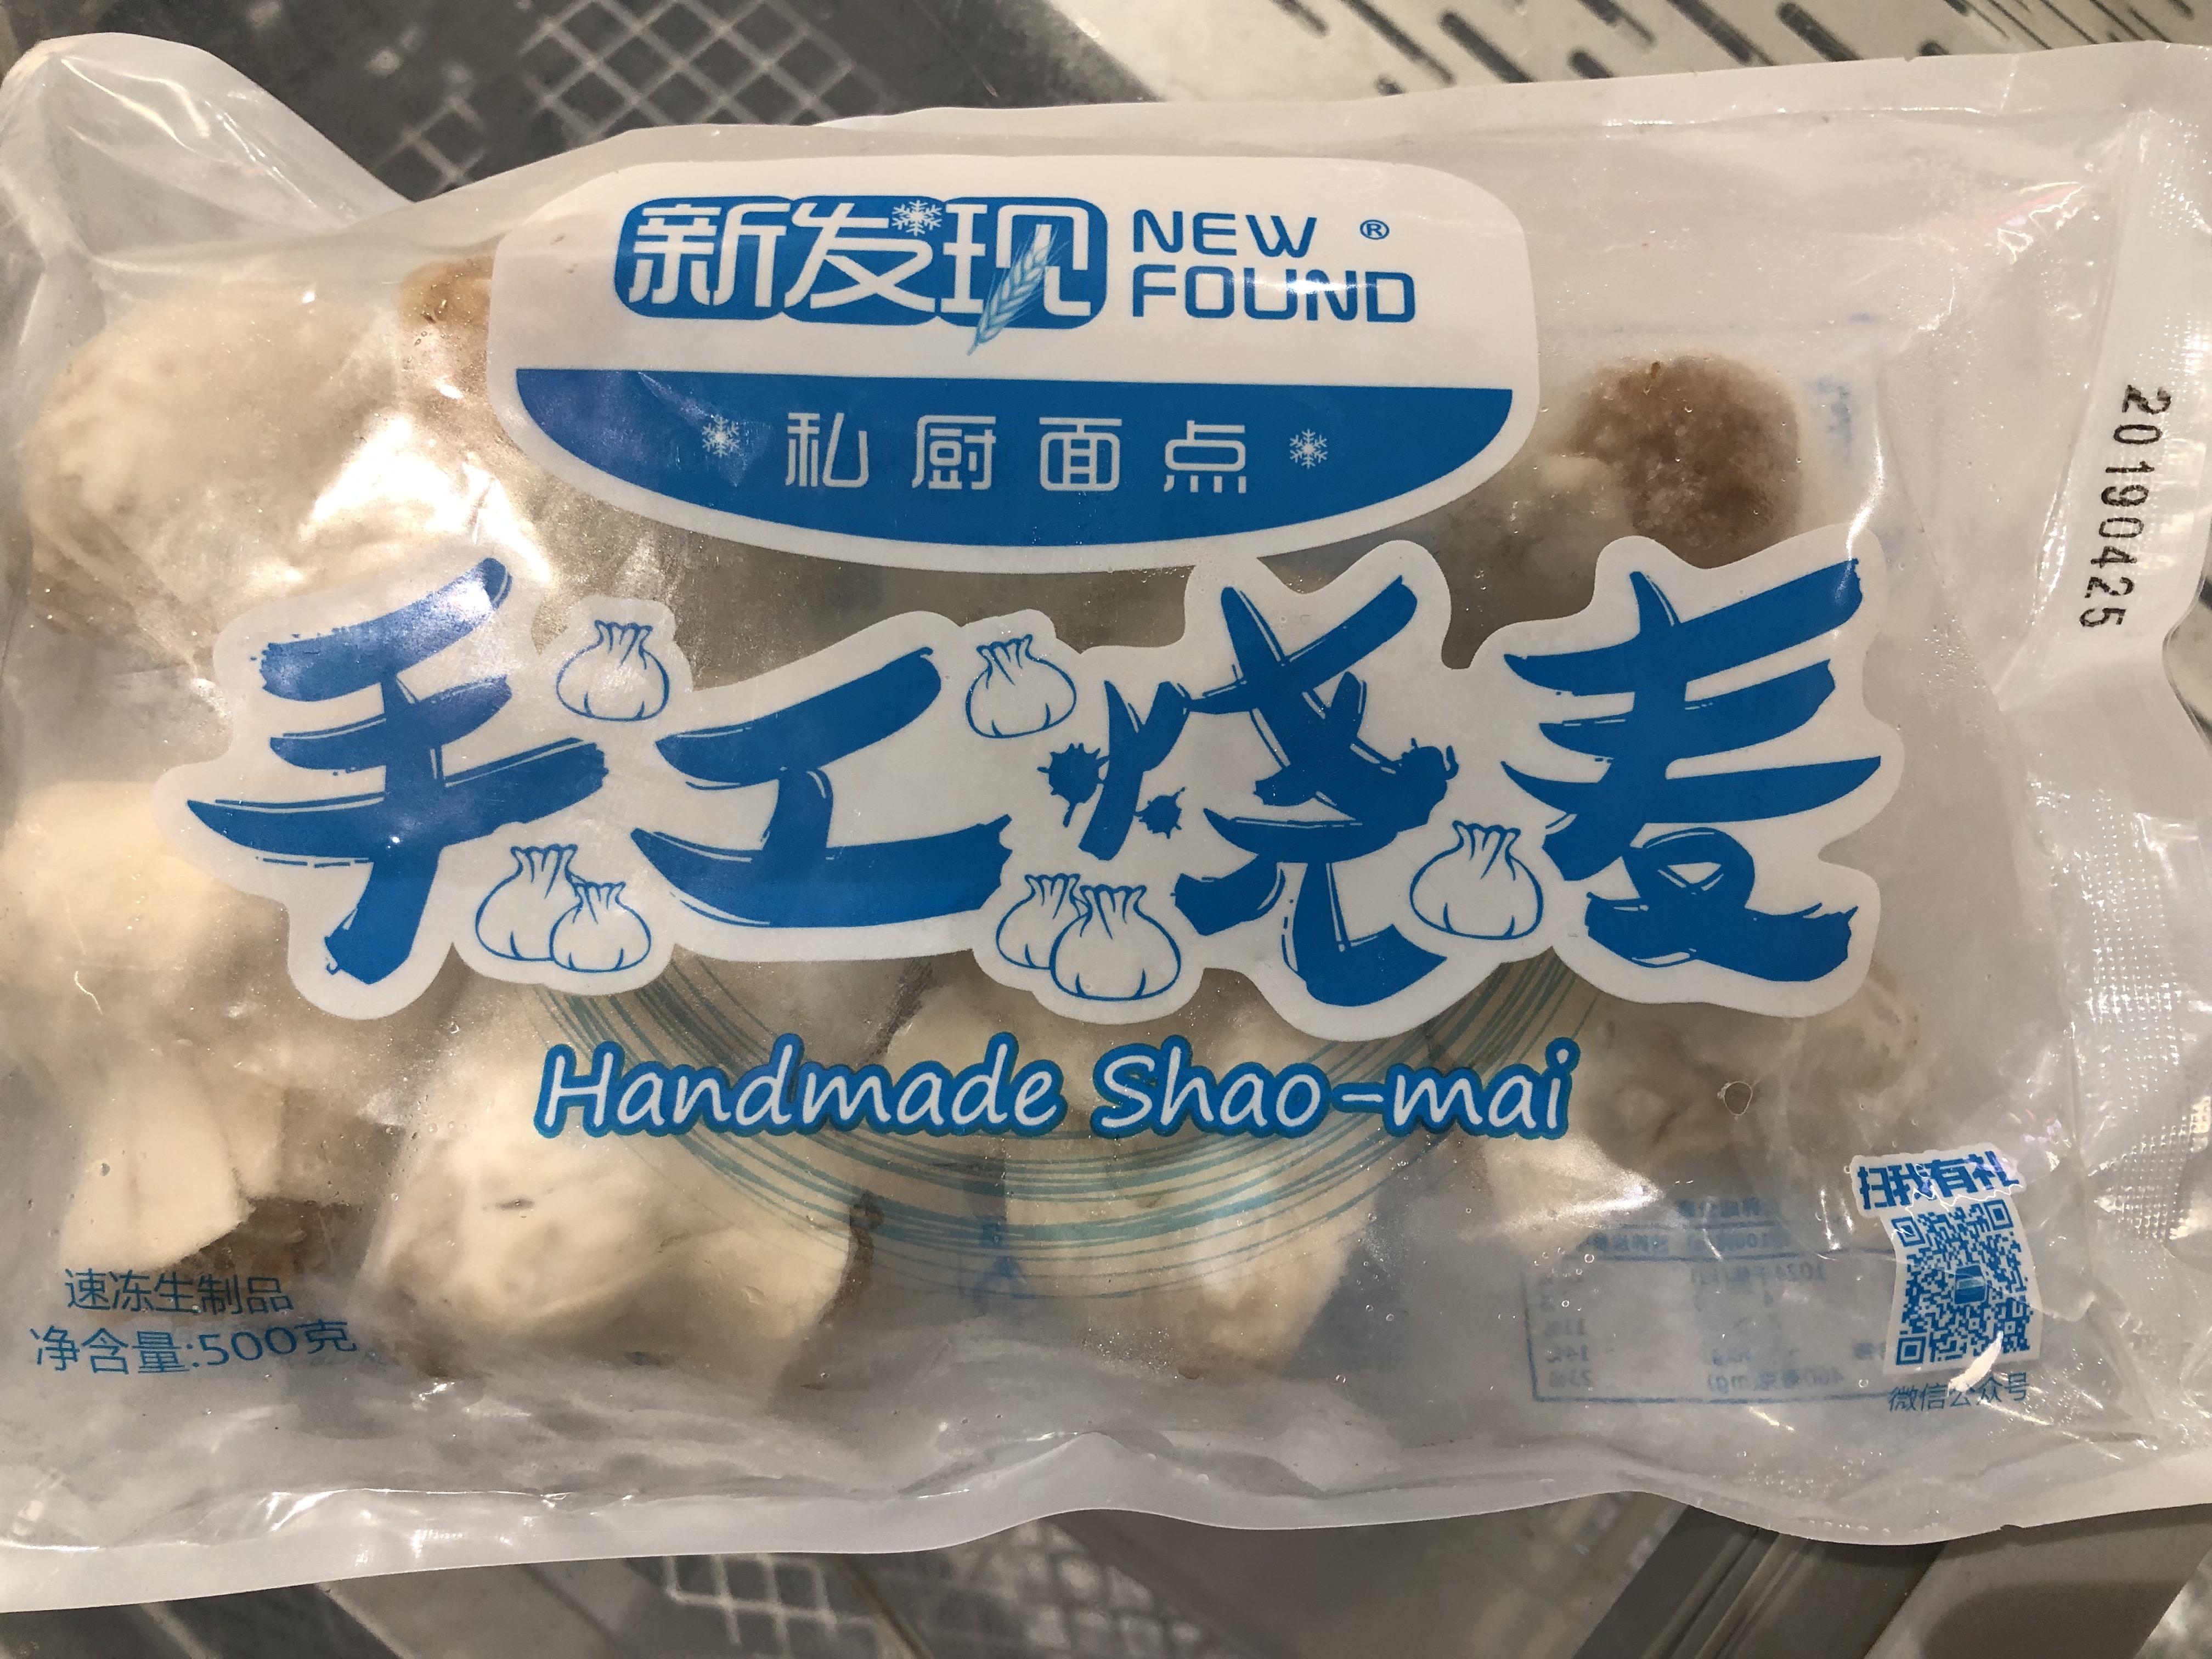 新发现 NEW FOUND ®
私厨面点
20190425
手工烧麦
Handmade Shao-mai
扫我有礼
速冻生制品
净含量:500克
微信公众号